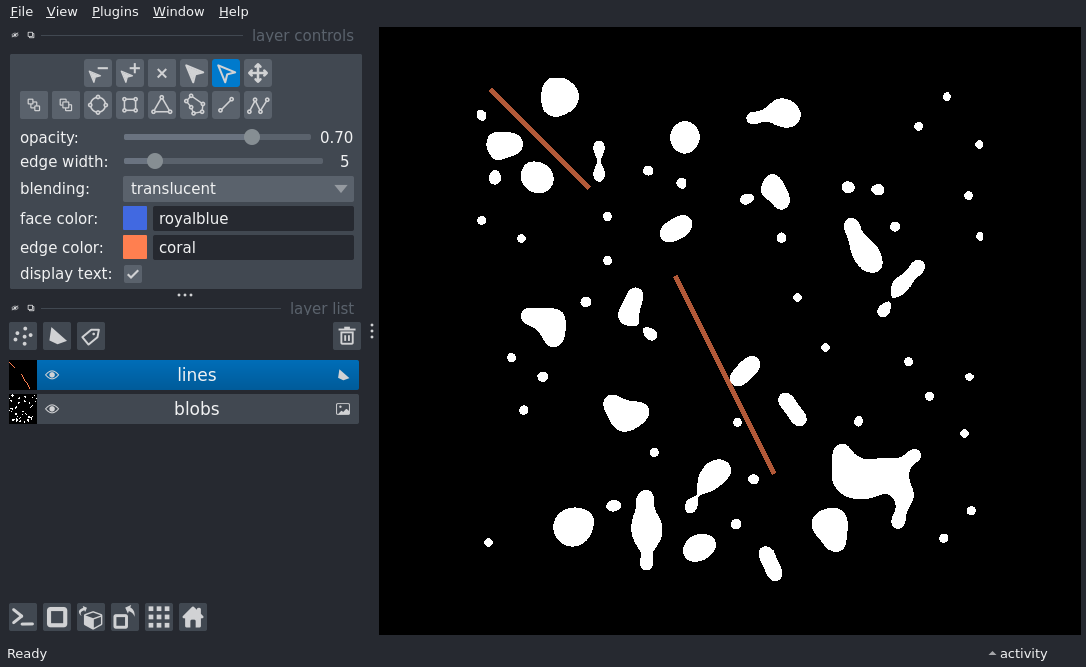 File View Plugins Window Help
layer controls
opacity: 0.70
edge width: 5
blending: translucent
face color: royalblue
edge color: coral
display text:
layer list
lines
blobs
Ready
activity